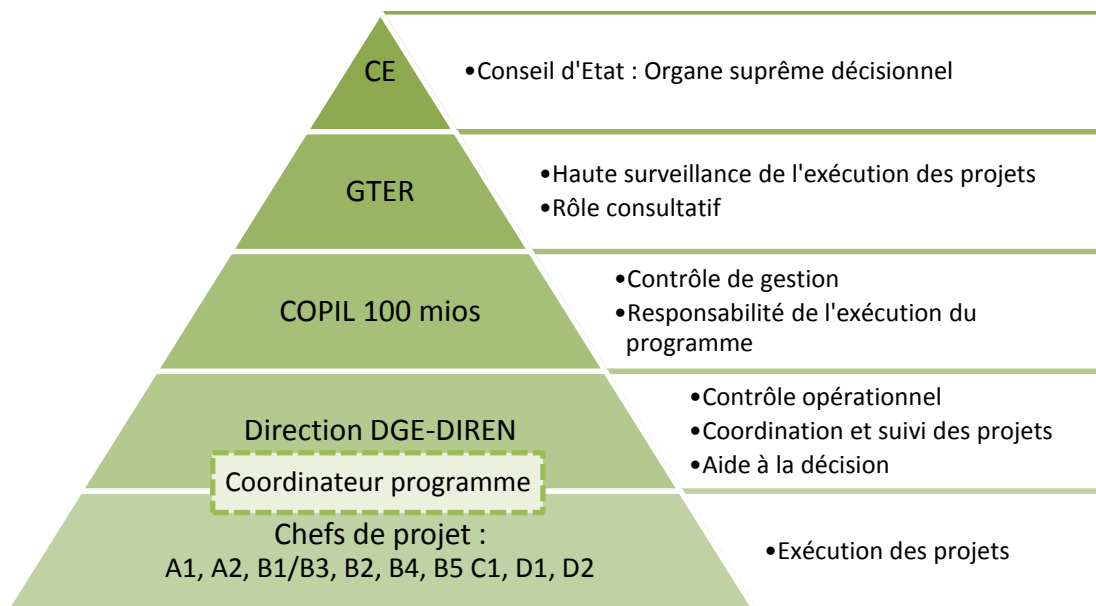 CE
•Conseil d'Etat : Organe suprême décisionnel
GTER
•Haute surveillance de l'exécution des projets
•Rôle consultatif
COPIL 100 mios
•Contrôle de gestion
•Responsabilité de l'exécution du
programme
Direction DGE-DIREN
•Contrôle opérationnel
•Coordination et suivi des projets
•Aide à la décision
Coordinateur programme
Chefs de projet :
A1, A2, B1/B3, B2, B4, B5 C1, D1, D2
•Exécution des projets